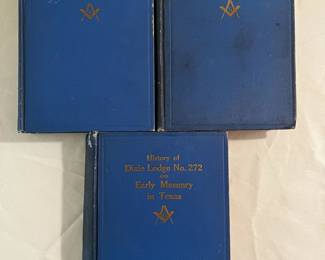 History of
Dixie Lodge No. 272
and
Early Masonry
in Texas